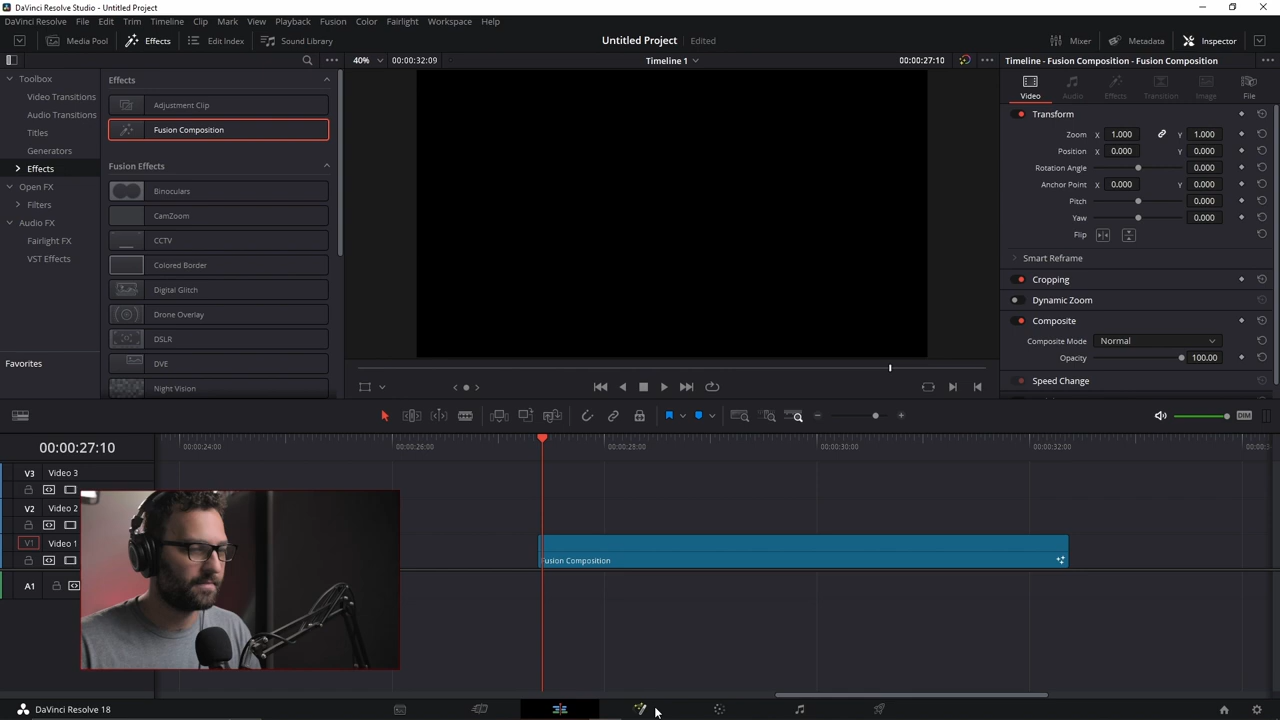 DaVinci Resolve Studio - Untitled Project
DaVinci Resolve File Edit Trim Timeline Clip Mark View Playback Fusion Color Fairlight Workspace Help
Media Pool Effects Edit Index Sound Library Untitled Project Edited Mixer Metadata Inspector
40% 00:00:32:09 Timeline 1 00:00:27:10 Timeline - Fusion Composition - Fusion Composition
Toolbox
Video Transitions
Audio Transitions
Titles
Generators
Effects
Open FX
Filters
Audio FX
Fairlight FX
VST Effects
Favorites
Effects
Adjustment Clip
Fusion Composition
Fusion Effects
Binoculars
CamZoom
CCTV
Colored Border
Digital Glitch
Drone Overlay
DSLR
DVE
Night Vision
Video Audio Effects Transition Image File
Transform
Zoom X 1.000 Y 1.000
Position X 0.000 Y 0.000
Rotation Angle 0.000
Anchor Point X 0.000 Y 0.000
Pitch 0.000
Yaw 0.000
Flip
Smart Reframe
Cropping
Dynamic Zoom
Composite
Composite Mode Normal
Opacity 100.00
Speed Change
DIM
00:00:27:10 00:00:24:00 00:00:26:00 00:00:29:00 00:00:30:00 00:00:32:00
V3 Video 3
V2 Video 2
V1 Video 1
Fusion Composition
A1
DaVinci Resolve 18